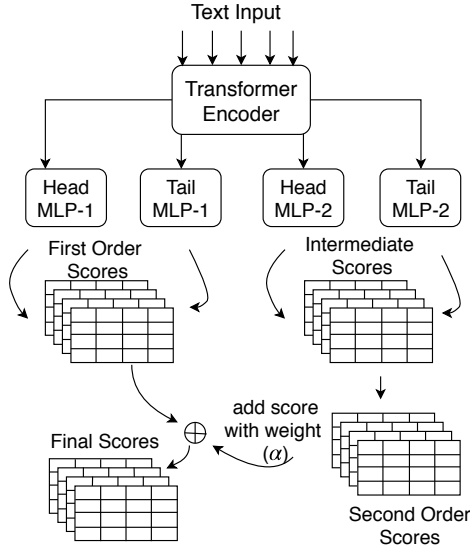 Text Input
Transformer
Encoder
Head
MLP-1
Tail
MLP-1
Head
MLP-2
Tail
MLP-2
First Order
Scores
Intermediate
Scores
add score
with weight
(α)
Final Scores
Second Order
Scores